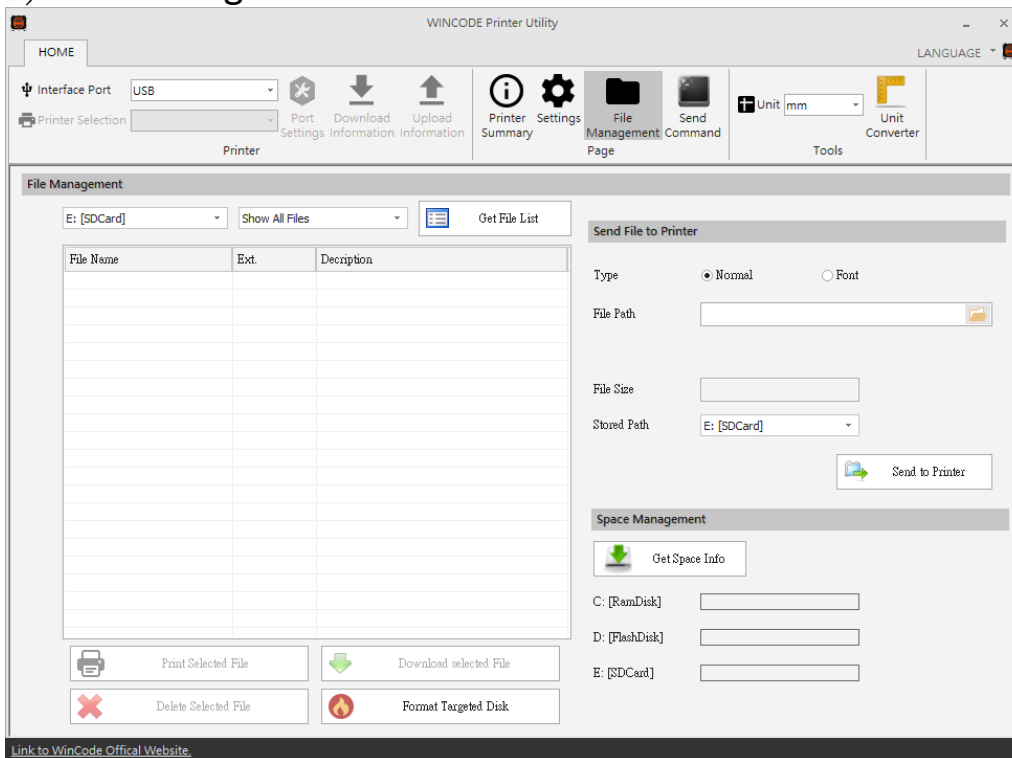 WINCODE Printer Utility
HOME
LANGUAGE
Interface Port USB
Printer Selection
Port Settings
Download Information
Upload Information
Printer
Printer Summary
Settings
File Management
Send Command
Page
Unit mm
Unit Converter
Tools
File Management
E: [SDCard]
Show All Files
Get File List
File Name Ext. Decription
Print Selected File
Download selected File
Delete Selected File
Format Targeted Disk
Send File to Printer
Type Normal Font
File Path
File Size
Stored Path E: [SDCard]
Send to Printer
Space Management
Get Space Info
C: [RamDisk]
D: [FlashDisk]
E: [SDCard]
Link to WinCode Offical Website.